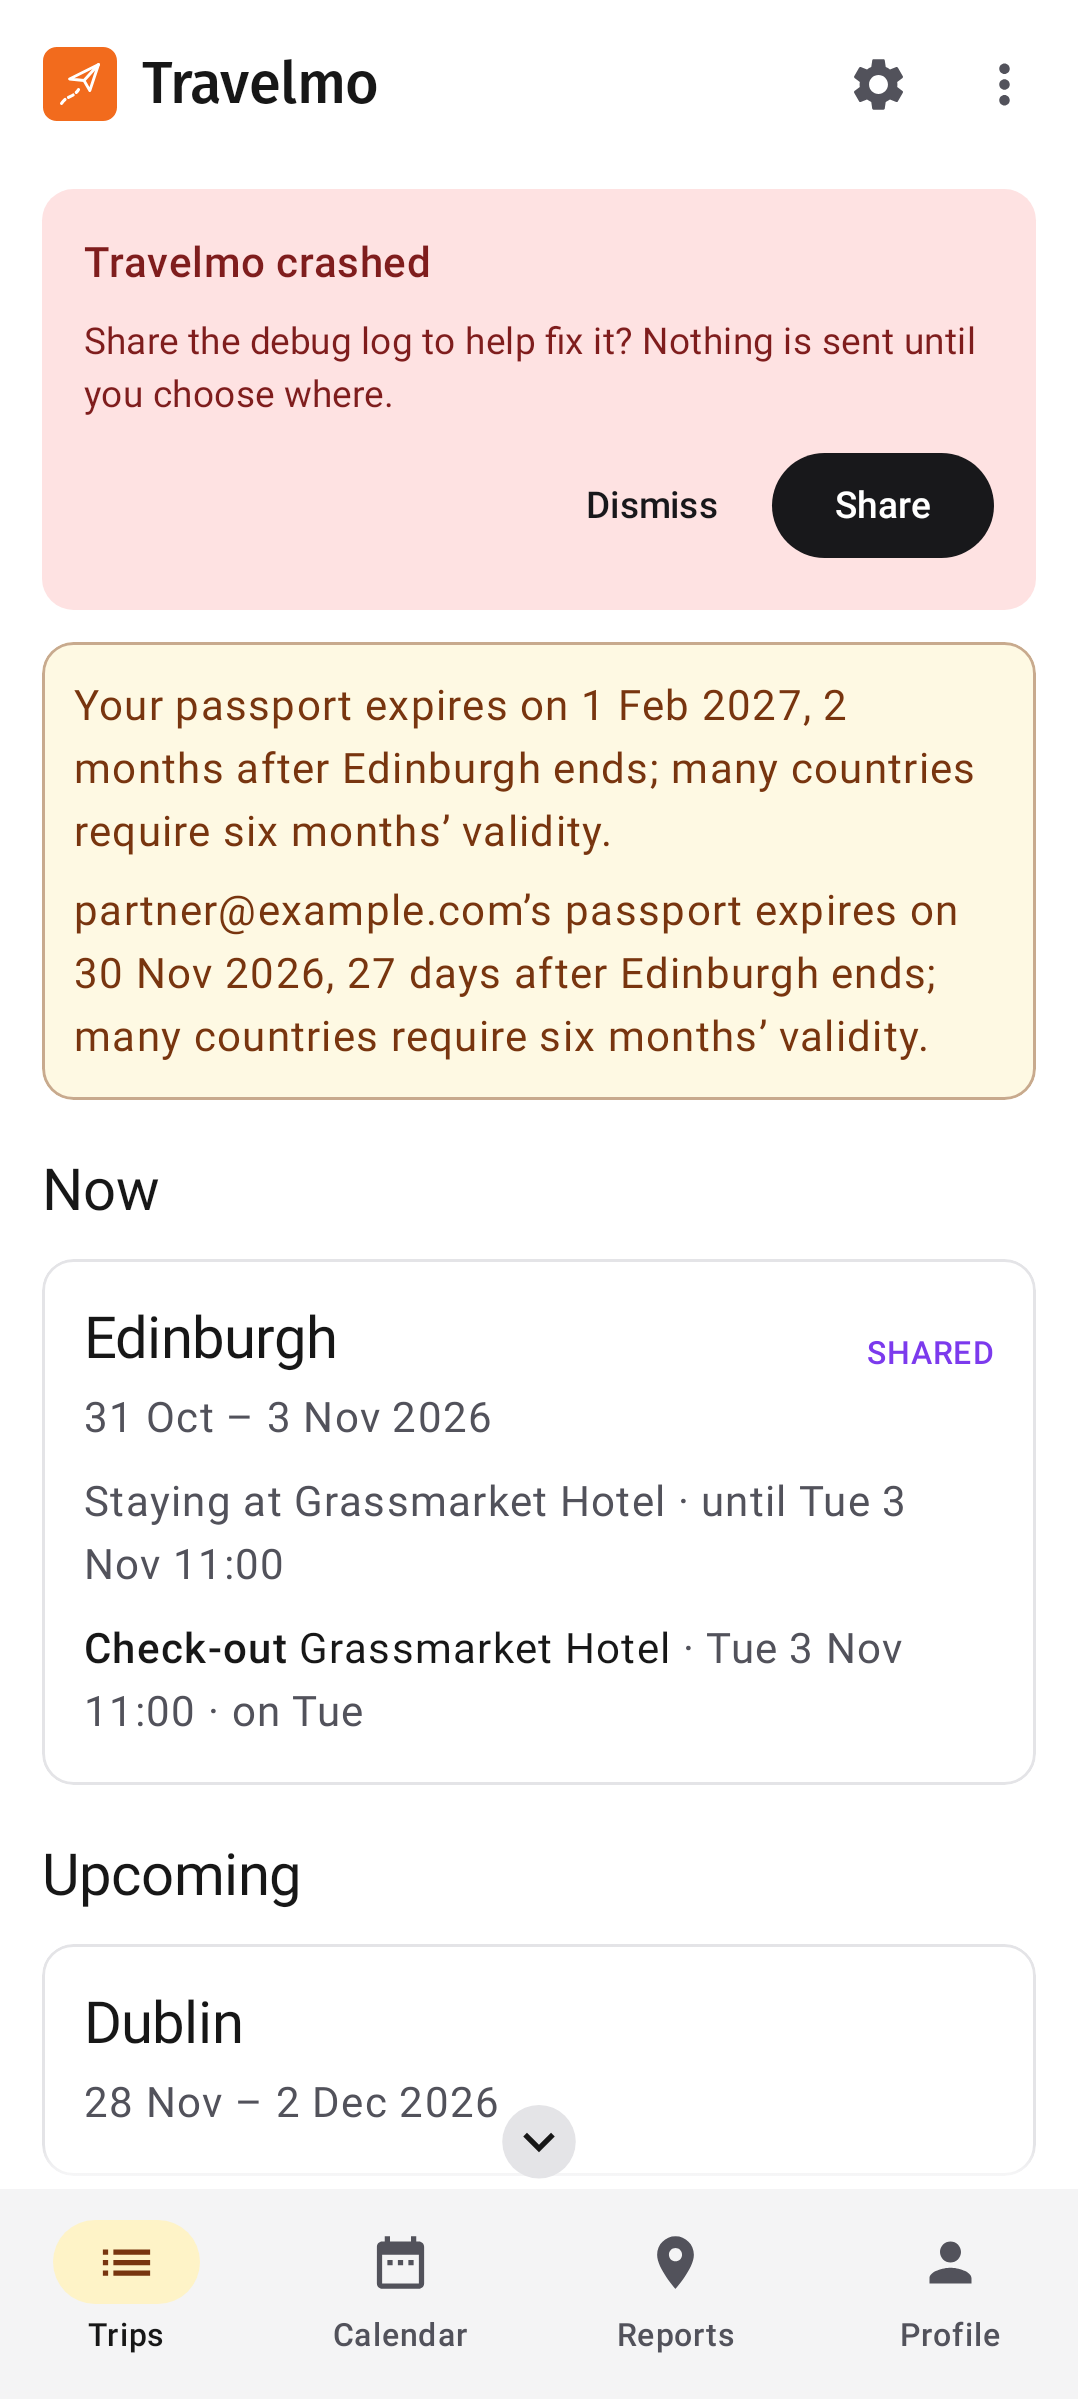 Travelmo
Travelmo crashed
Share the debug log to help fix it? Nothing is sent until
you choose where.
Dismiss
Share
Your passport expires on 1 Feb 2027, 2
months after Edinburgh ends; many countries
require six months’ validity.
partner@example.com’s passport expires on
30 Nov 2026, 27 days after Edinburgh ends;
many countries require six months’ validity.
Now
Edinburgh
SHARED
31 Oct – 3 Nov 2026
Staying at Grassmarket Hotel · until Tue 3
Nov 11:00
Check-out Grassmarket Hotel · Tue 3 Nov
11:00 · on Tue
Upcoming
Dublin
28 Nov – 2 Dec 2026
Trips
Calendar
Reports
Profile